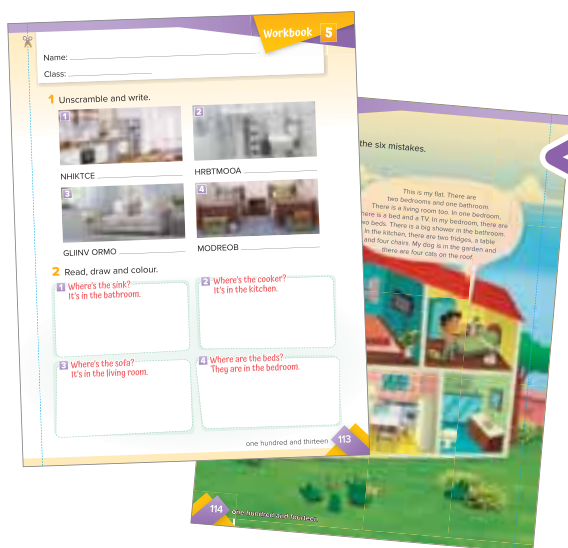 Workbook 5
Name:
Class:
1 Unscramble and write.
1
2
NHIKTCE
HRBTMOOA
3
4
GLIINV ORMO
MODREOB
2 Read, draw and colour.
1 Where's the sink?
It's in the bathroom.
2 Where's the cooker?
It's in the kitchen.
3 Where's the sofa?
It's in the living room.
4 Where are the beds?
They are in the bedroom.
one hundred and thirteen 113
the six mistakes.
This is my flat. There are
two bedrooms and one bathroom.
There is a living room too. In one bedroom,
there is a bed and a TV. In my bedroom, there are
two beds. There is a big shower in the bathroom.
In the kitchen, there are two fridges, a table
and four chairs. My dog is in the garden and
there are four cats on the roof.
114 one hundred and fourteen